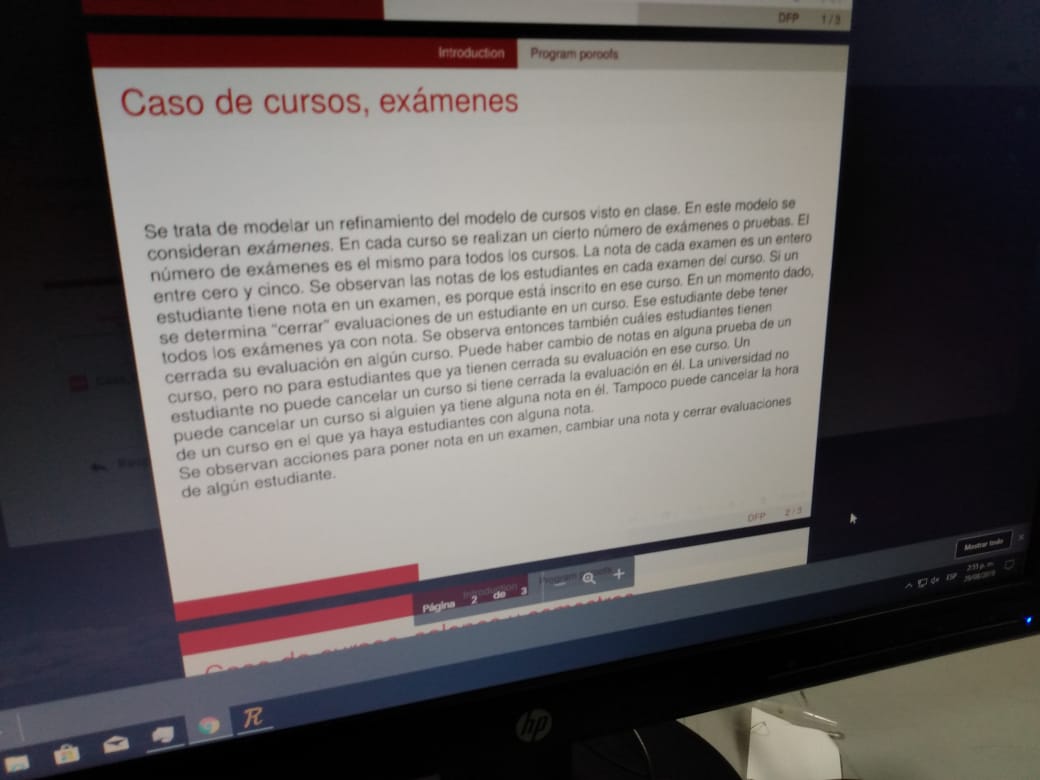 DFP 1/3
Introduction Program poroofs
Caso de cursos, exámenes
Se trata de modelar un refinamiento del modelo de cursos visto en clase. En este modelo se
consideran exámenes. En cada curso se realizan un cierto número de exámenes o pruebas. El
número de exámenes es el mismo para todos los cursos. La nota de cada examen es un entero
entre cero y cinco. Se observan las notas de los estudiantes en cada examen del curso. Si un
estudiante tiene nota en un examen, es porque está inscrito en ese curso. En un momento dado,
se determina "cerrar" evaluaciones de un estudiante en un curso. Ese estudiante debe tener
todos los exámenes ya con nota. Se observa entonces también cuáles estudiantes tienen
cerrada su evaluación en algún curso. Puede haber cambio de notas en alguna prueba de un
curso, pero no para estudiantes que ya tienen cerrada su evaluación en ese curso. Un
estudiante no puede cancelar un curso si tiene cerrada la evaluación en él. La universidad no
puede cancelar un curso si alguien ya tiene alguna nota en él. Tampoco puede cancelar la hora
de un curso en el que ya haya estudiantes con alguna nota.
Se observan acciones para poner nota en un examen, cambiar una nota y cerrar evaluaciones
de algún estudiante.
DFP 2/3
Introduction
Página 2 de 3
Mostrar todo
ESP
2:55 p. m.
29/08/2019
hp